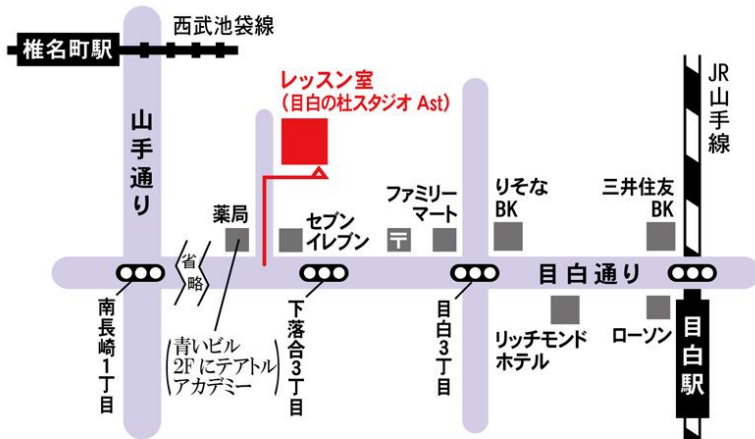 西武池袋線
椎名町駅
山手通り
レッスン室
(目白の杜スタジオ Ast)
JR山手線
薬局
セブン
イレブン
〒
ファミリー
マート
りそな
BK
三井住友
BK
省略
目白通り
南長崎1丁目
(青いビル
2Fにテアトル
アカデミー)
下落合3丁目
目白3丁目
リッチモンド
ホテル
ローソン
目白駅